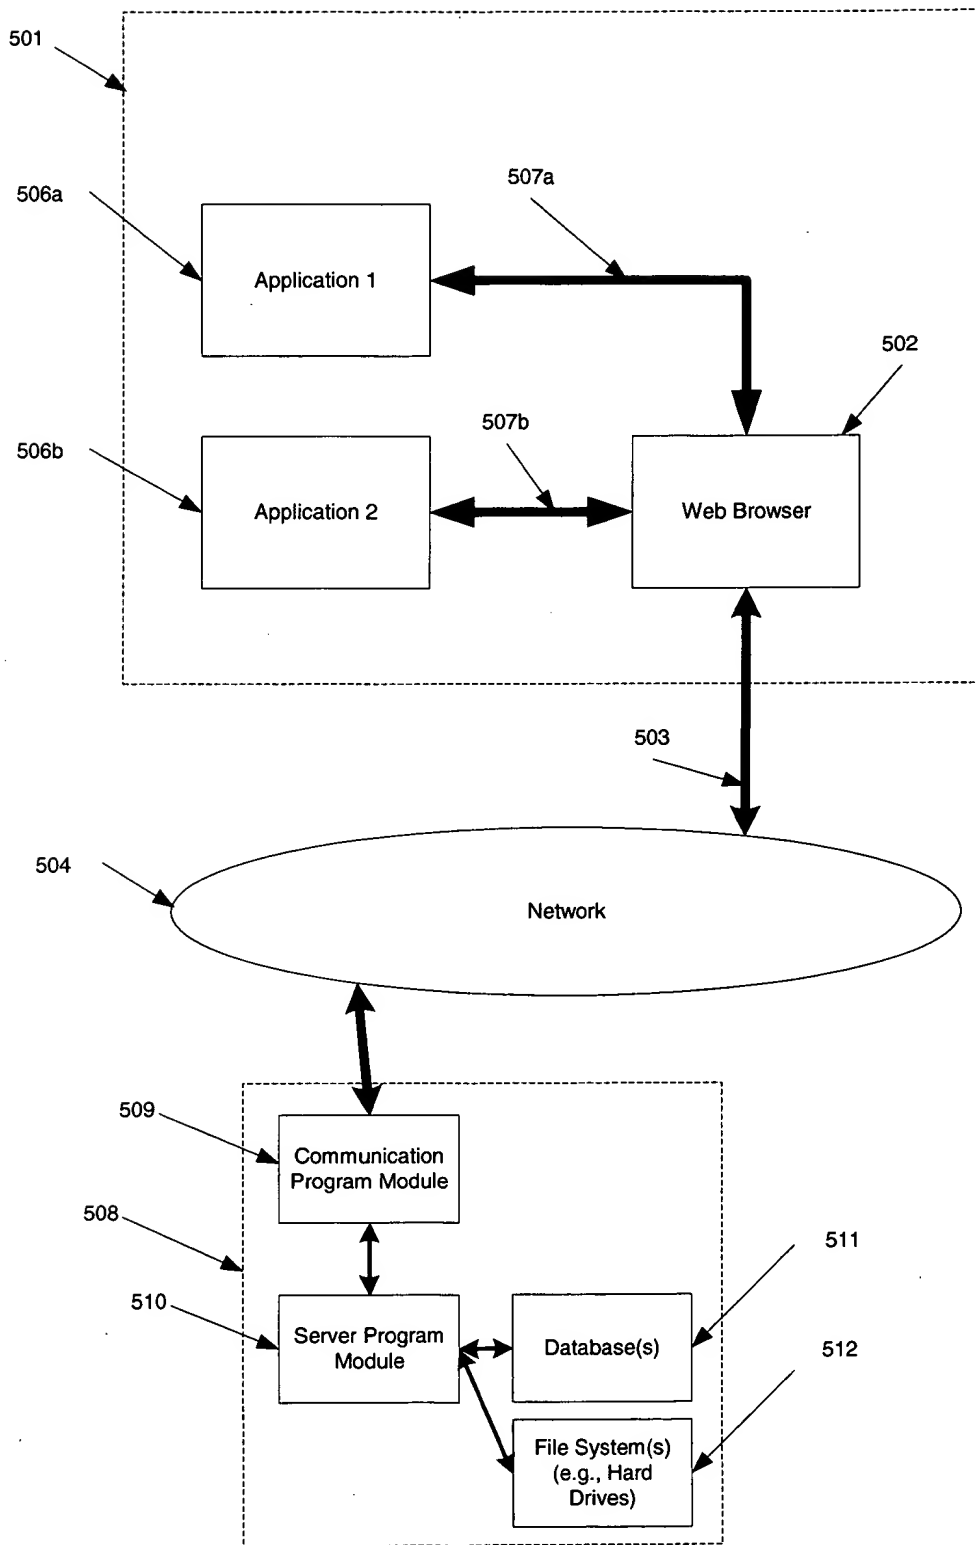 501
506a
507a
Application 1
502
506b
507b
Application 2
Web Browser
503
504
Network
509
Communication
Program Module
508
511
510
Server Program
Module
Database(s)
512
File System(s)
(e.g., Hard
Drives)